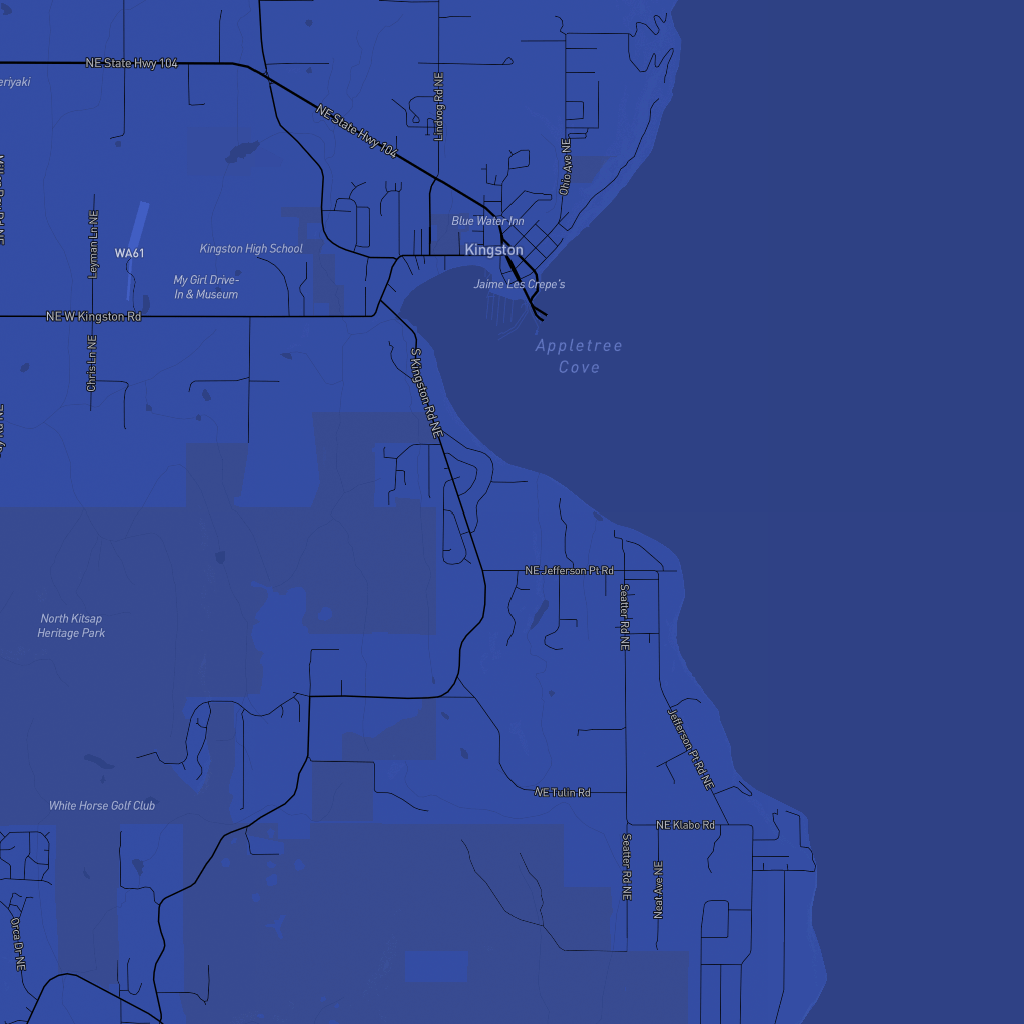 NE State Hwy 104
eriyaki
Lindvog Rd NE
NE State Hwy 104
Ohio Ave NE
Leyman Ln NE
Blue Water Inn
Kingston High School
Kingston
WA61
My Girl Drive-
In & Museum
Jaime Les Crepe's
NE W Kingston Rd
Appletree
Cove
Chris Ln NE
S Kingston Rd NE
NE Jefferson Pt Rd
Seatter Rd NE
North Kitsap
Heritage Park
Jefferson Pt Rd NE
NE Tulin Rd
White Horse Golf Club
NE Klabo Rd
Seatter Rd NE
Neat Ave NE
Orca Dr NE